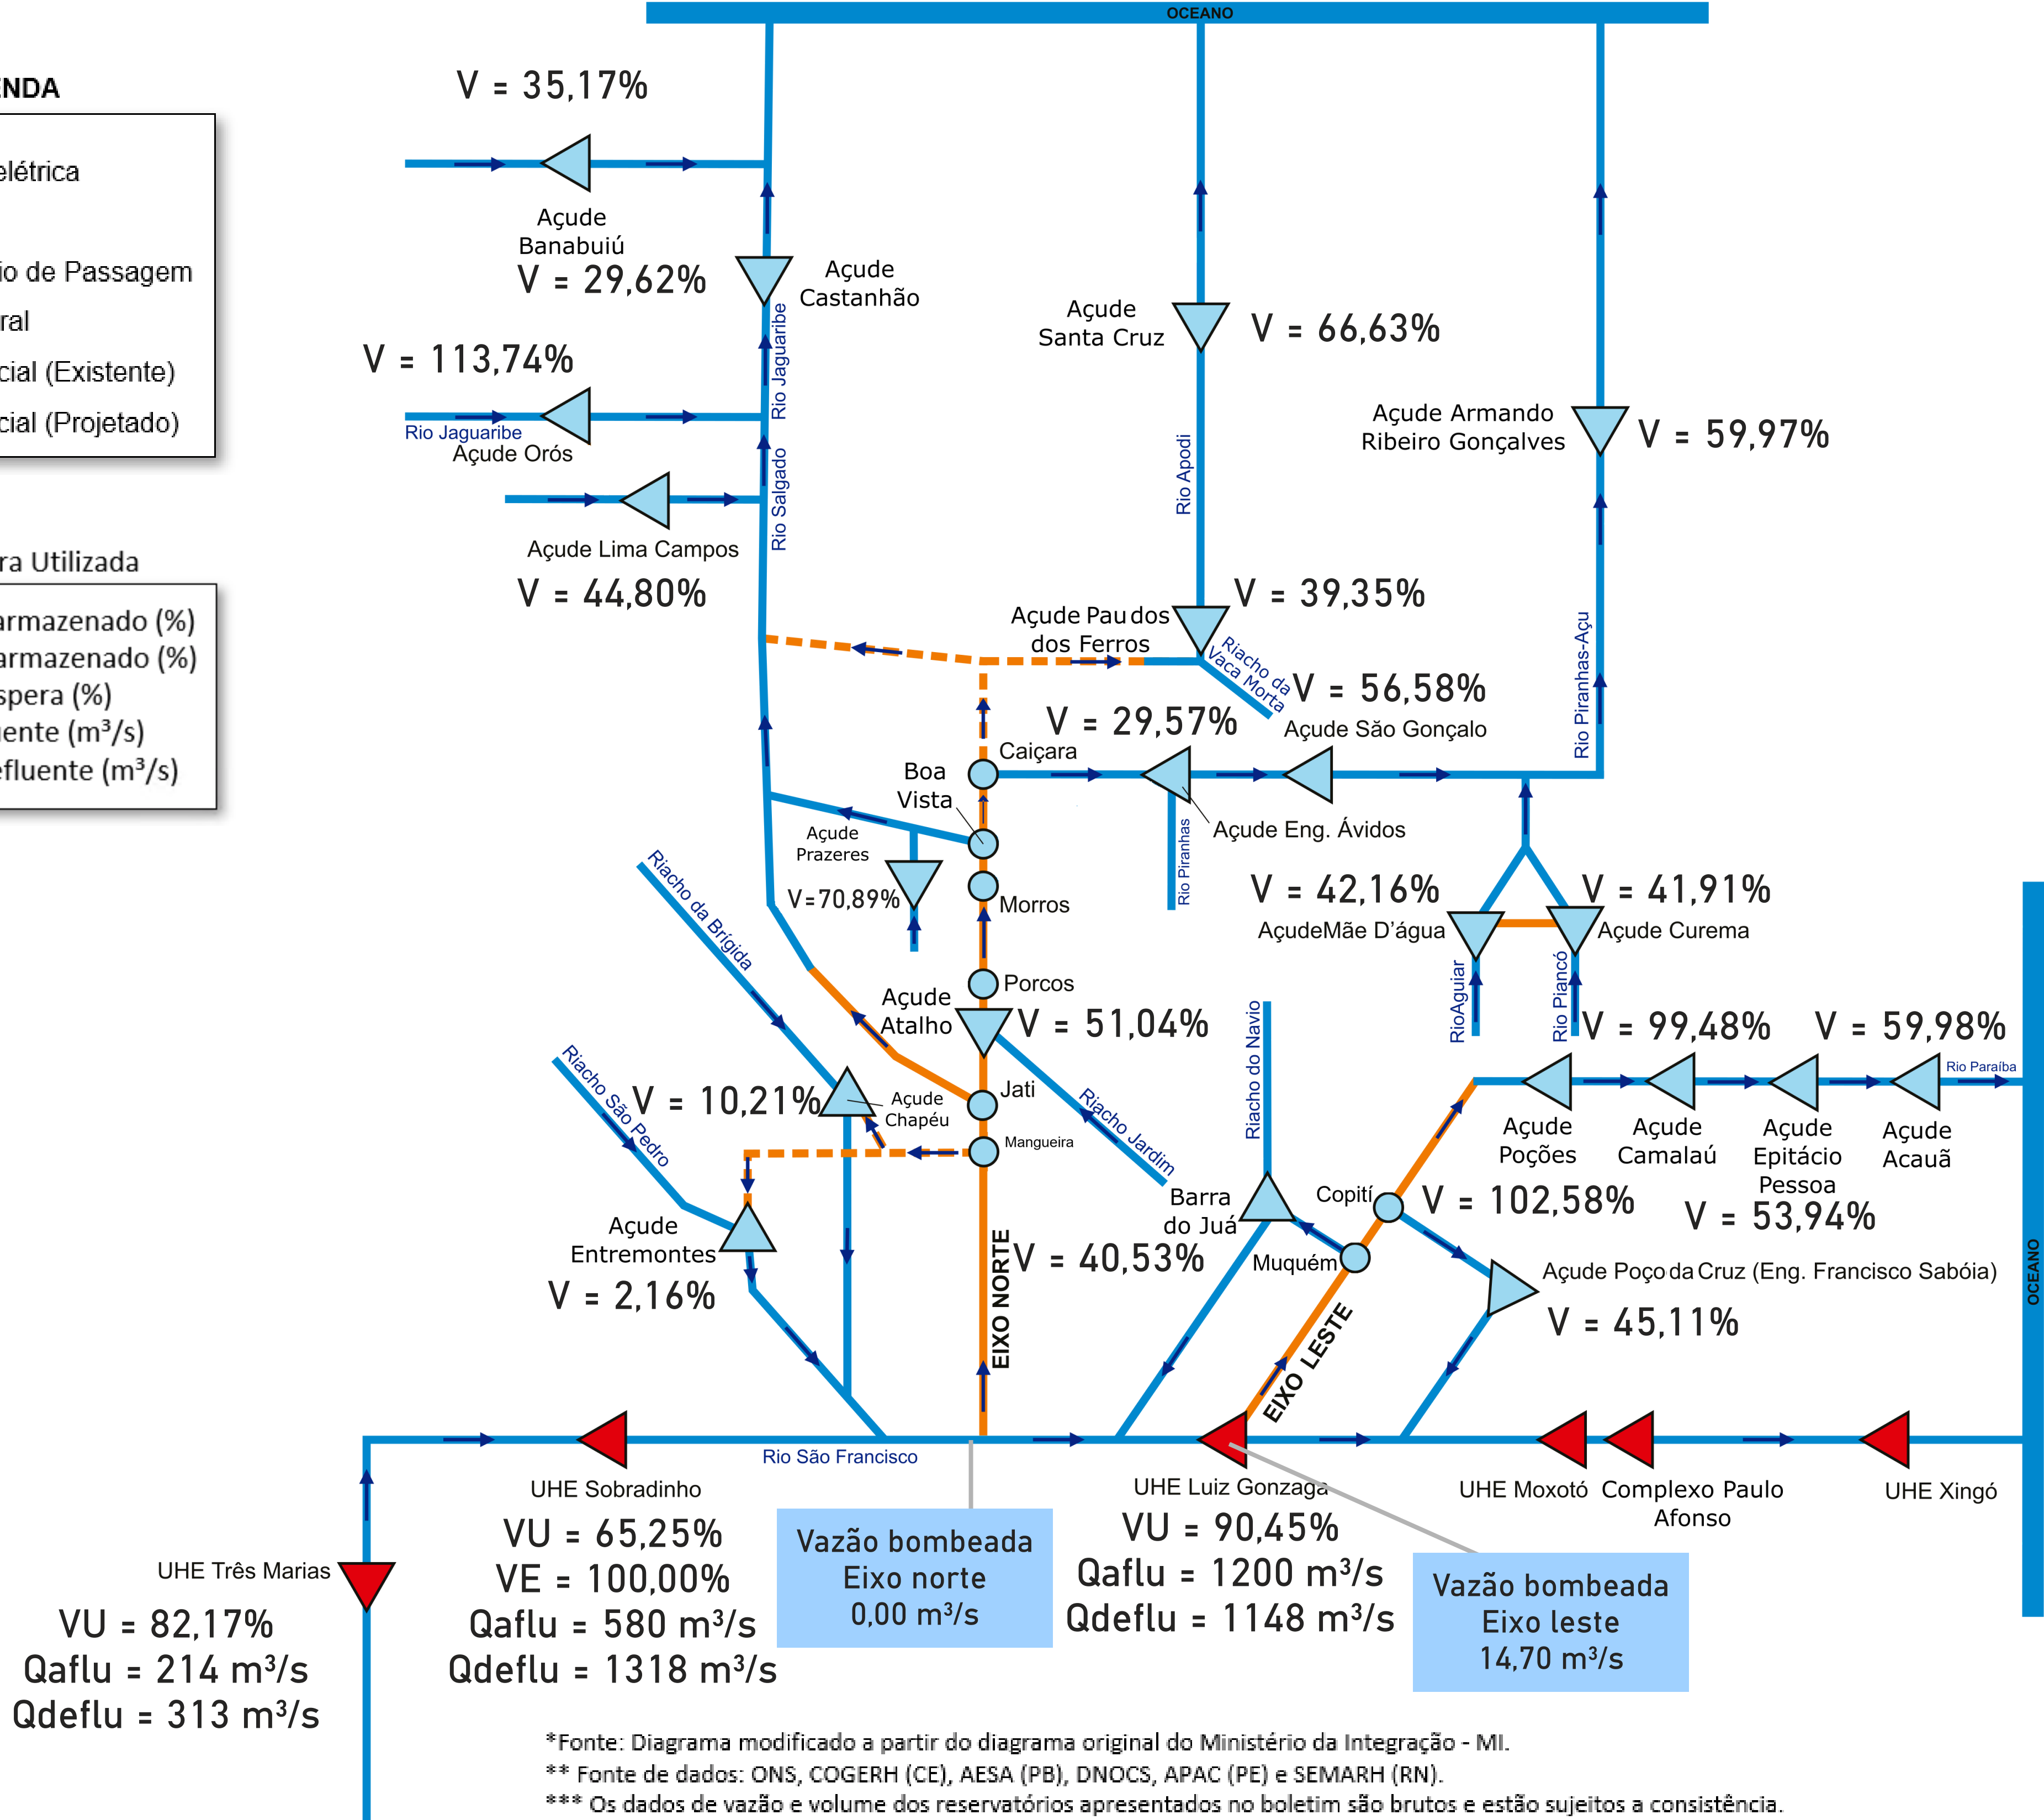 OCEANO
V = 35,17%
ENDA
elétrica
io de Passagem
ral
cial (Existente)
cial (Projetado)
ra Utilizada
armazenado (%)
armazenado (%)
spera (%)
uente (m³/s)
efluente (m³/s)
Açude
Banabuiú
V = 29,62%
Açude
Castanhão
Rio Jaguaribe
V = 113,74%
Rio Jaguaribe
Açude Orós
Rio Salgado
Açude Lima Campos
V = 44,80%
Açude
Santa Cruz
V = 66,63%
Rio Apodi
Açude Armando
Ribeiro Gonçalves
V = 59,97%
Açude Pau dos
dos Ferros
V = 39,35%
Riacho da
Vaca Morta
V = 56,58%
Açude São Gonçalo
V = 29,57%
Rio Piranhas-Açu
Caiçara
Boa
Vista
Açude Eng. Ávidos
Rio Piranhas
Açude
Prazeres
V=70,89%
Morros
Porcos
V = 42,16%
AçudeMãe D'água
V = 41,91%
Açude Curema
RioAguiar
Rio Piancó
Riacho da Brígida
Riacho São Pedro
Açude
Atalho
V = 51,04%
Jati
Riacho Jardim
Mangueira
V = 10,21%
Açude
Chapéu
Açude
Entremontes
V = 2,16%
EIXO NORTE
V = 40,53%
Riacho do Navio
Barra
do Juá
Muquém
Copití
EIXO LESTE
V = 99,48%
V = 59,98%
Rio Paraíba
Açude
Poções
Açude
Camalaú
Açude
Epitácio
Pessoa
Açude
Acauã
V = 102,58%
V = 53,94%
Açude Poço da Cruz (Eng. Francisco Sabóia)
V = 45,11%
OCEANO
Rio São Francisco
UHE Sobradinho
VU = 65,25%
VE = 100,00%
Qaflu = 580 m³/s
Qdeflu = 1318 m³/s
UHE Três Marias
VU = 82,17%
Qaflu = 214 m³/s
Qdeflu = 313 m³/s
Vazão bombeada
Eixo norte
0,00 m³/s
UHE Luiz Gonzaga
VU = 90,45%
Qaflu = 1200 m³/s
Qdeflu = 1148 m³/s
Vazão bombeada
Eixo leste
14,70 m³/s
UHE Moxotó
Complexo Paulo
Afonso
UHE Xingó
*Fonte: Diagrama modificado a partir do diagrama original do Ministério da Integração - MI.
** Fonte de dados: ONS, COGERH (CE), AESA (PB), DNOCS, APAC (PE) e SEMARH (RN).
*** Os dados de vazão e volume dos reservatórios apresentados no boletim são brutos e estão sujeitos a consistência.